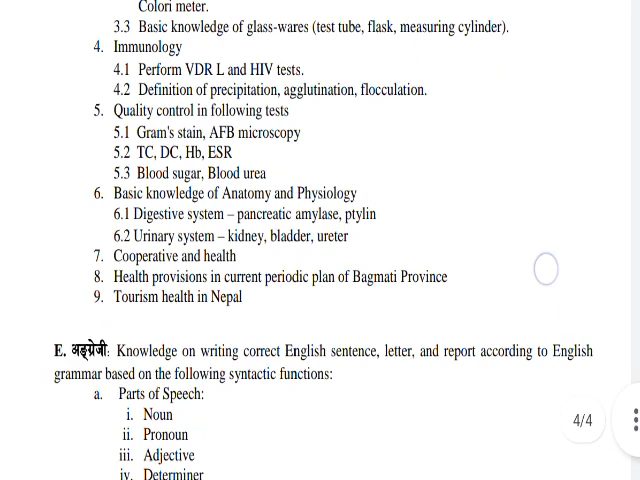 Colori meter.
3.3 Basic knowledge of glass-wares (test tube, flask, measuring cylinder).
4. Immunology
4.1 Perform VDR L and HIV tests.
4.2 Definition of precipitation, agglutination, flocculation.
5. Quality control in following tests
5.1 Gram's stain, AFB microscopy
5.2 TC, DC, Hb, ESR
5.3 Blood sugar, Blood urea
6. Basic knowledge of Anatomy and Physiology
6.1 Digestive system – pancreatic amylase, ptylin
6.2 Urinary system – kidney, bladder, ureter
7. Cooperative and health
8. Health provisions in current periodic plan of Bagmati Province
9. Tourism health in Nepal
E. अङ्ग्रेजी: Knowledge on writing correct English sentence, letter, and report according to English
grammar based on the following syntactic functions:
a. Parts of Speech:
i. Noun
ii. Pronoun
4/4
iii. Adjective
iv. Determiner